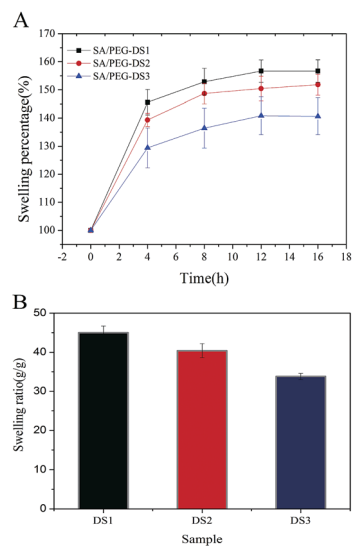 A
SA/PEG-DS1
SA/PEG-DS2
SA/PEG-DS3
Swelling percentage(%)
170
160
150
140
130
120
110
100
-2 0 2 4 6 8 10 12 14 16 18
Time(h)
B
Swelling ratio(g/g)
50
40
30
20
10
0
DS1 DS2 DS3
Sample